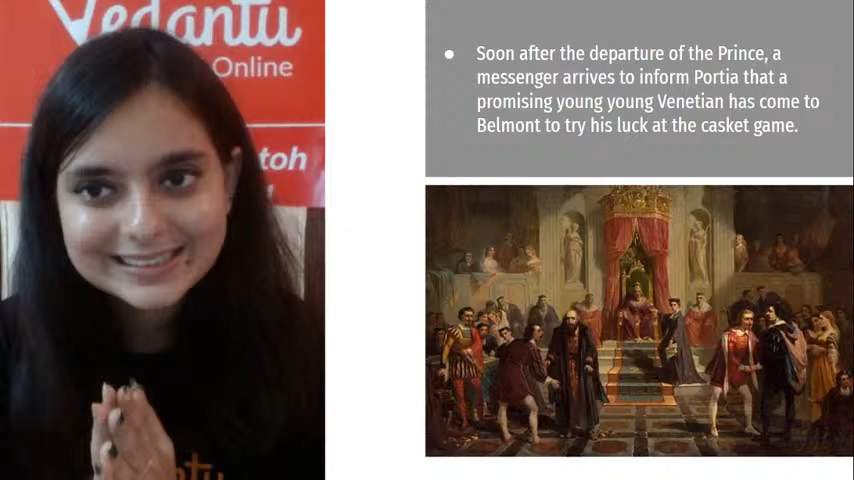 Vedantu
Online
toh
Soon after the departure of the Prince, a
messenger arrives to inform Portia that a
promising young young Venetian has come to
Belmont to try his luck at the casket game.